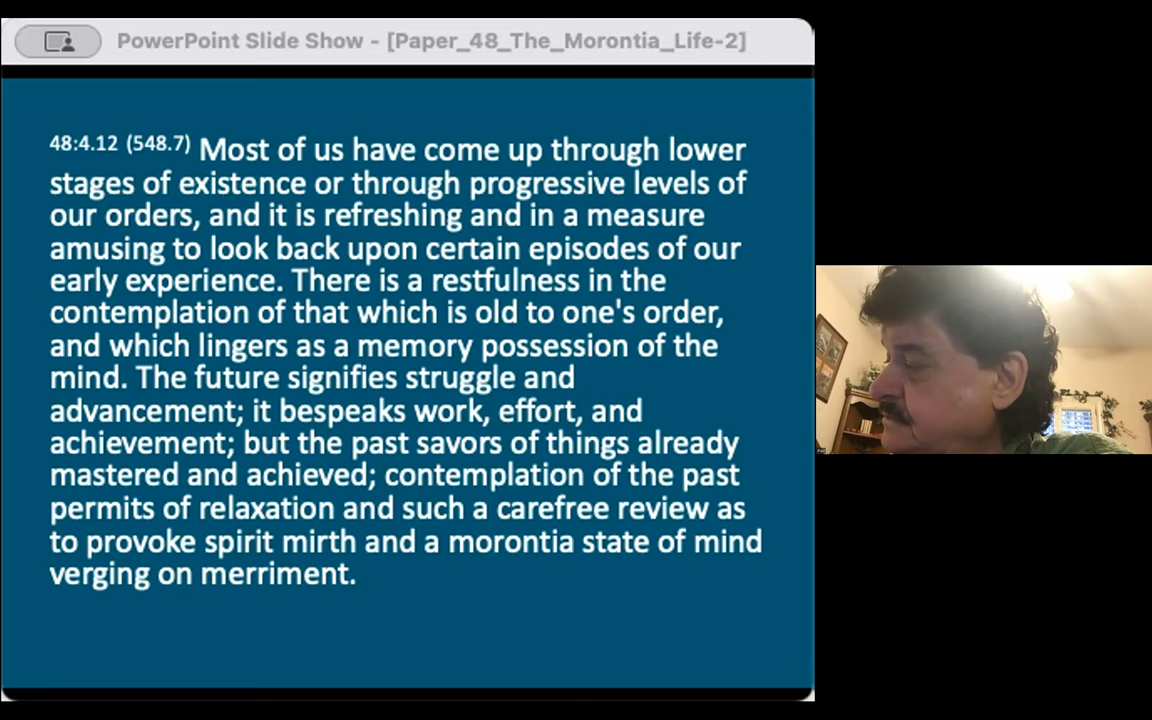 PowerPoint Slide Show - [Paper_48_The_Morontia_Life-2]
48:4.12 (548.7) Most of us have come up through lower
stages of existence or through progressive levels of
our orders, and it is refreshing and in a measure
amusing to look back upon certain episodes of our
early experience. There is a restfulness in the
contemplation of that which is old to one's order,
and which lingers as a memory possession of the
mind. The future signifies struggle and
advancement; it bespeaks work, effort, and
achievement; but the past savors of things already
mastered and achieved; contemplation of the past
permits of relaxation and such a carefree review as
to provoke spirit mirth and a morontia state of mind
verging on merriment.